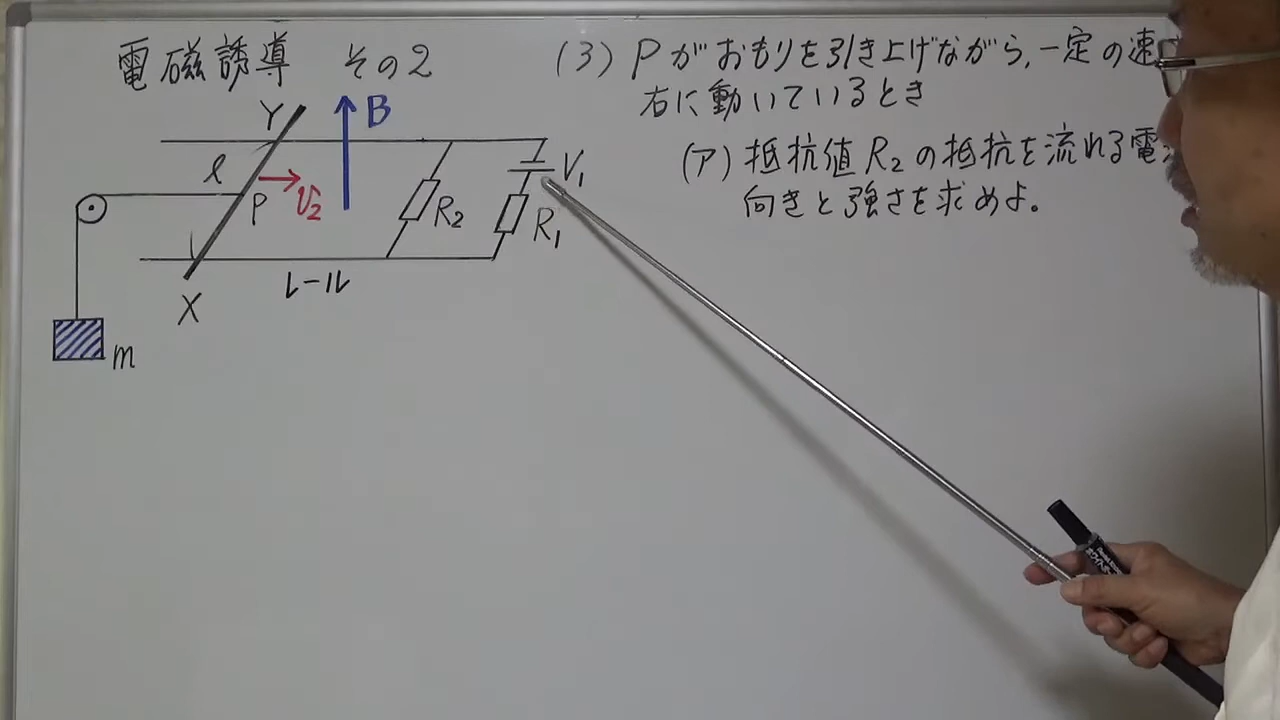 電磁誘導 その2
(3) Pがおもりを引き上げながら、一定の速
右に動いているとき
(ア) 抵抗値R₂の抵抗を流れる電
向きと強さを求めよ。
Y
B
l
P
v₂
R₂
V₁
R₁
レール
X
m